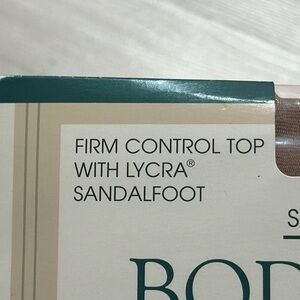 FIRM CONTROL TOP
WITH LYCRA®
SANDALFOOT